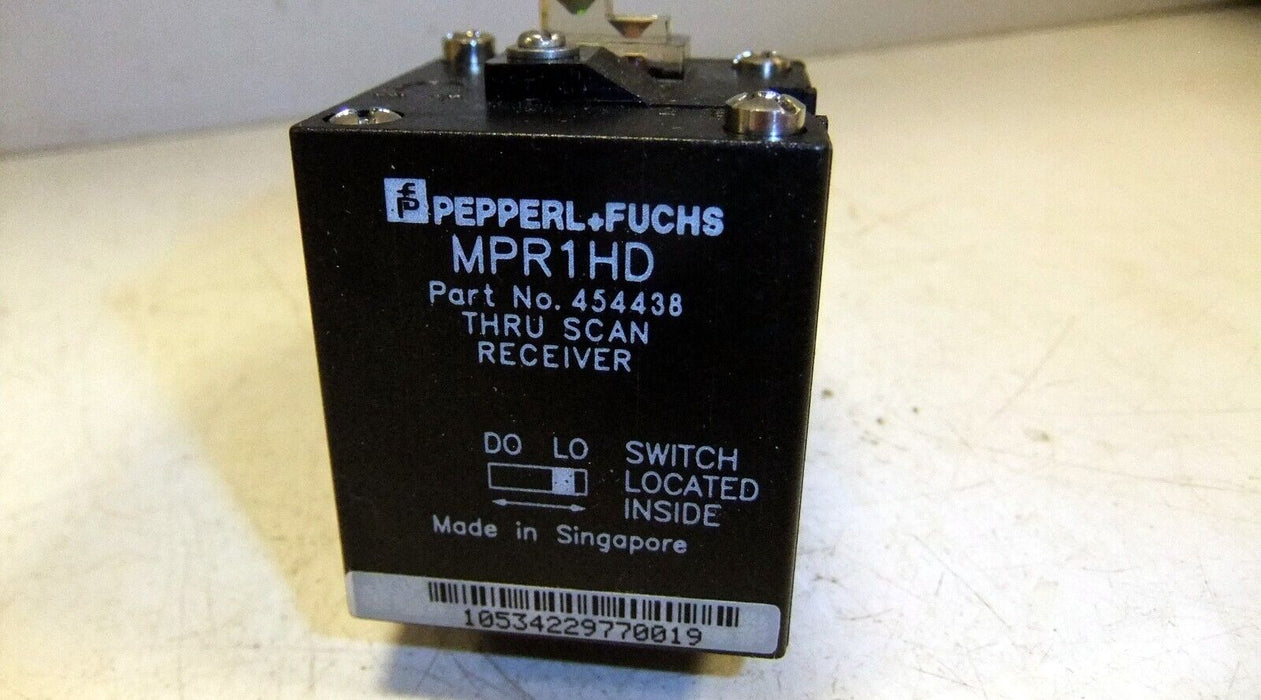 PEPPERL+FUCHS
MPR1HD
Part No. 454438
THRU SCAN
RECEIVER
DO LO
SWITCH
LOCATED
INSIDE
Made in Singapore
10534229770019